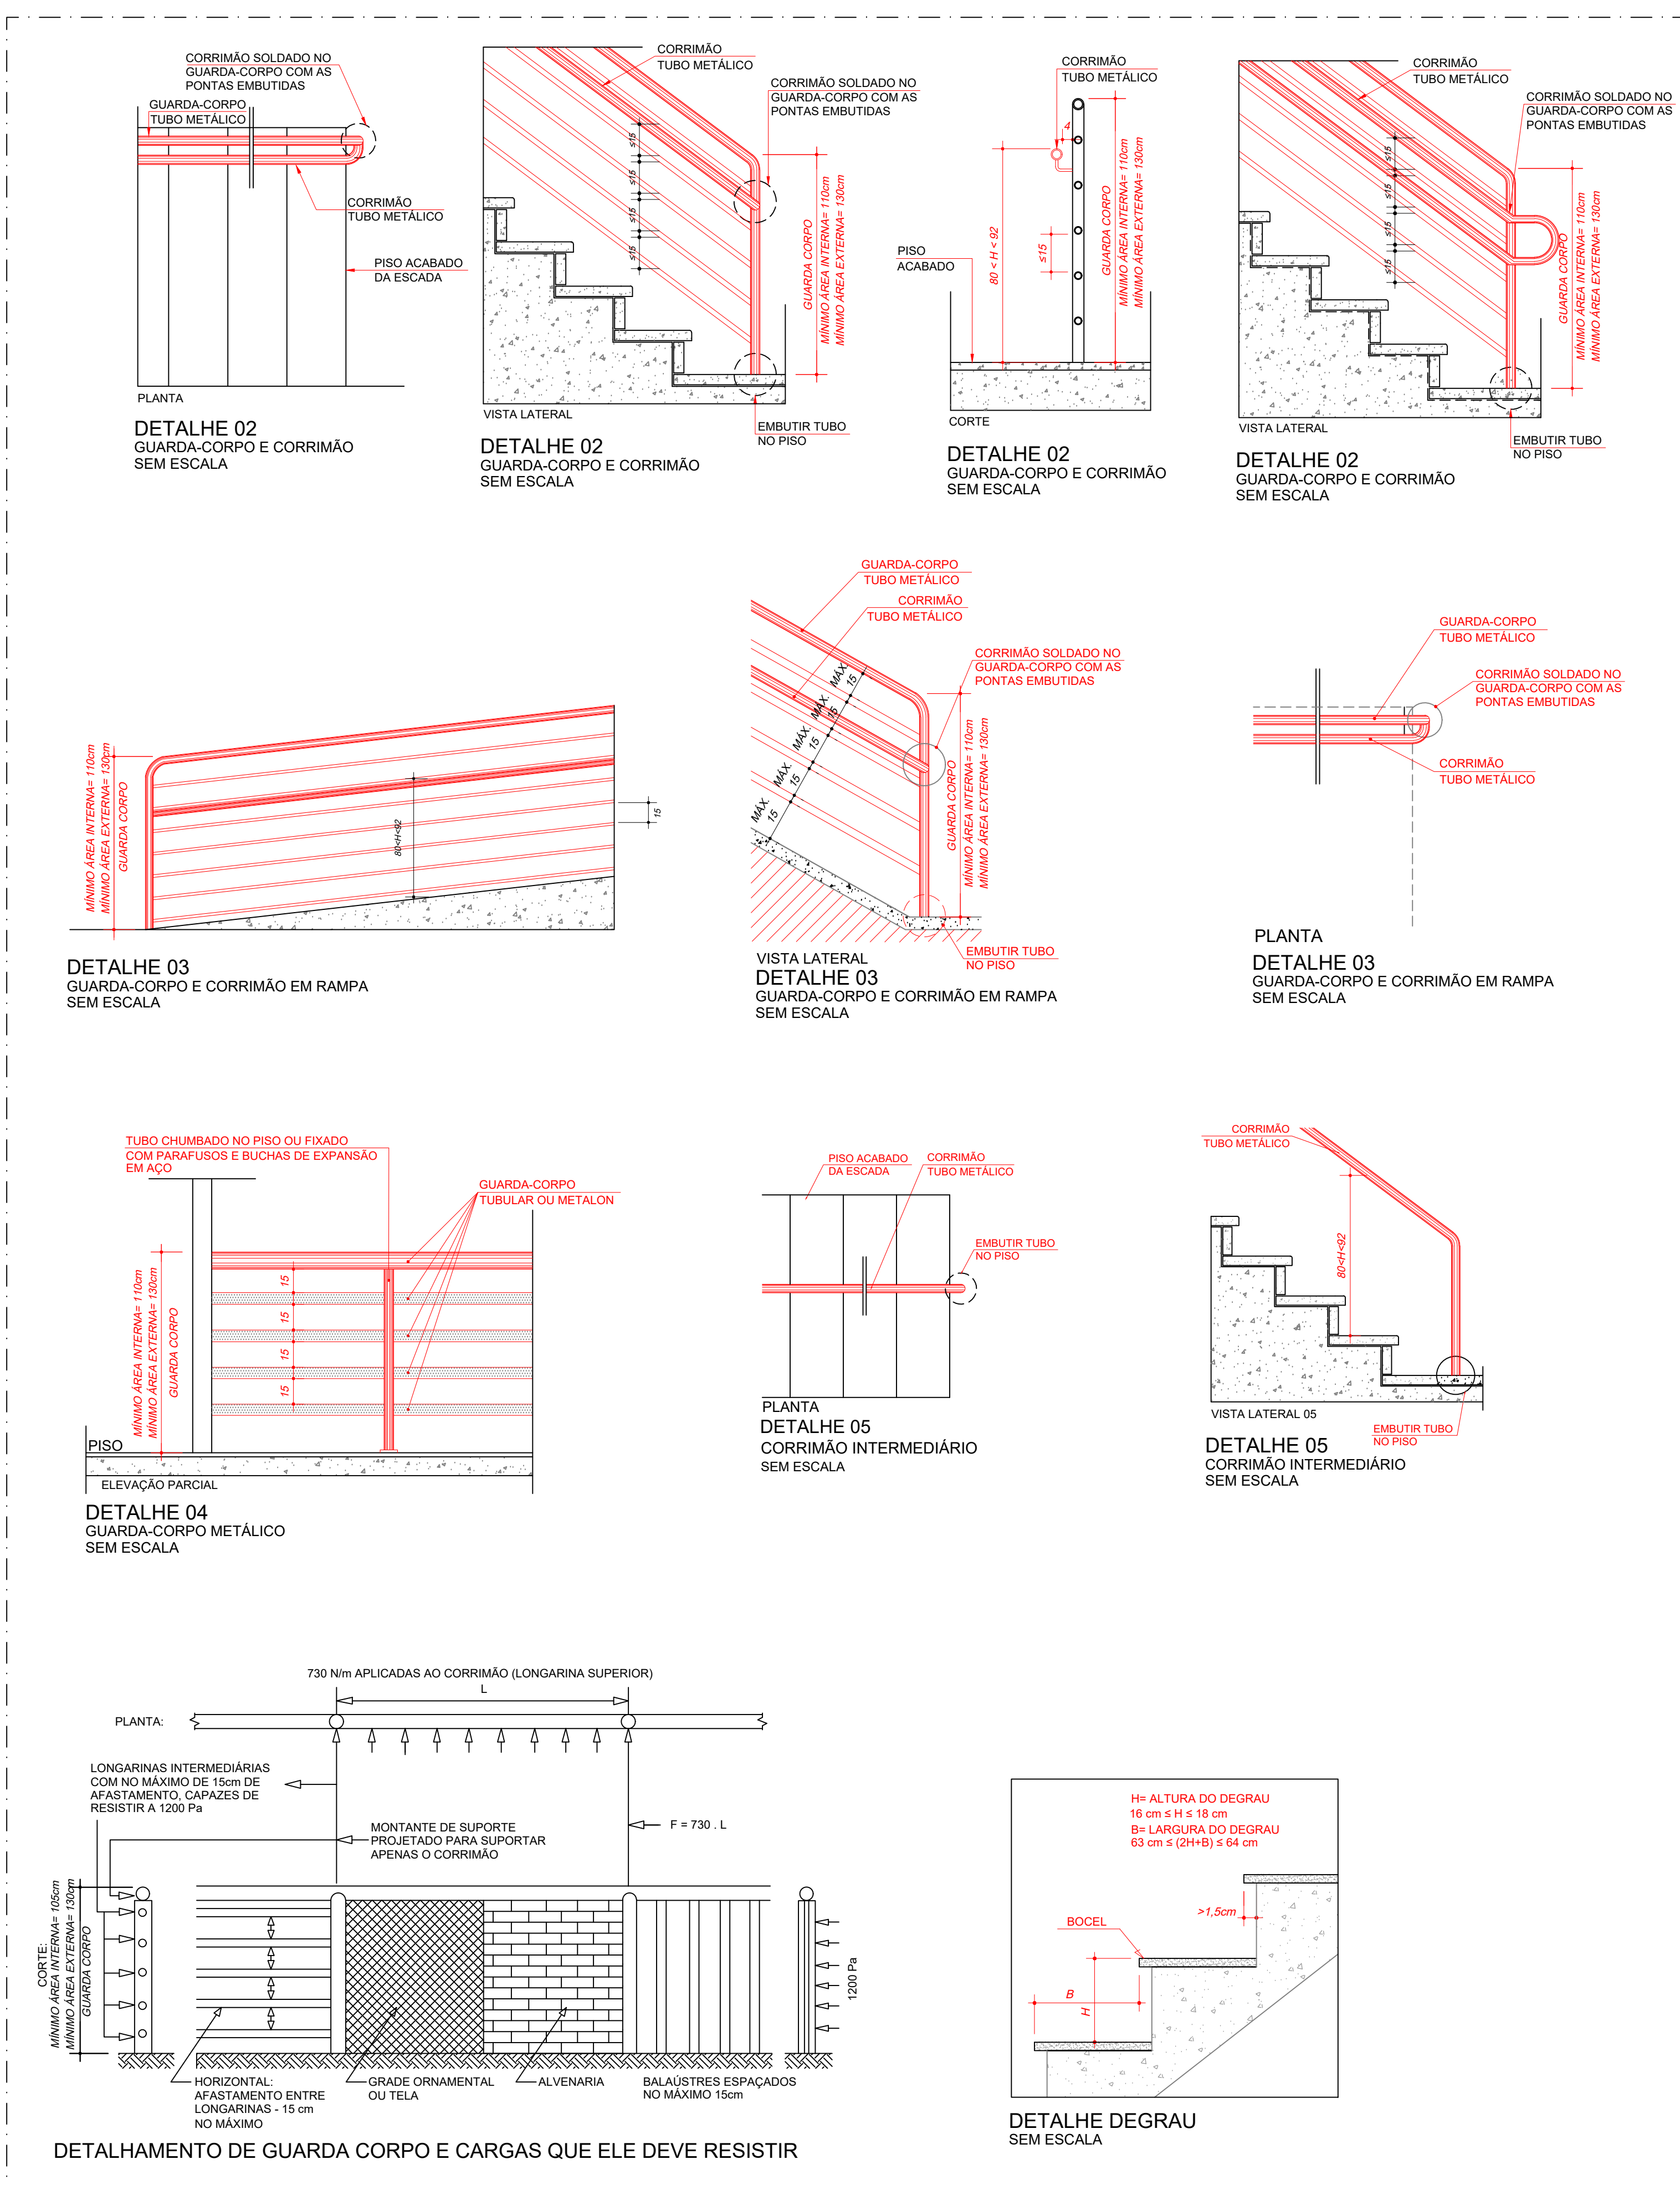 CORRIMÃO SOLDADO NO
GUARDA-CORPO COM AS
PONTAS EMBUTIDAS
GUARDA-CORPO
TUBO METÁLICO
CORRIMÃO
TUBO METÁLICO
PISO ACABADO
DA ESCADA
PLANTA
DETALHE 02
GUARDA-CORPO E CORRIMÃO
SEM ESCALA
CORRIMÃO
TUBO METÁLICO
CORRIMÃO SOLDADO NO
GUARDA-CORPO COM AS
PONTAS EMBUTIDAS
≤15
≤15
≤15
≤15
GUARDA CORPO
MÍNIMO ÁREA INTERNA= 110cm
MÍNIMO ÁREA EXTERNA= 130cm
VISTA LATERAL
EMBUTIR TUBO
NO PISO
DETALHE 02
GUARDA-CORPO E CORRIMÃO
SEM ESCALA
CORRIMÃO
TUBO METÁLICO
4
80 < H < 92
≤15
GUARDA CORPO
MÍNIMO ÁREA INTERNA= 110cm
MÍNIMO ÁREA EXTERNA= 130cm
PISO
ACABADO
CORTE
DETALHE 02
GUARDA-CORPO E CORRIMÃO
SEM ESCALA
CORRIMÃO
TUBO METÁLICO
CORRIMÃO SOLDADO NO
GUARDA-CORPO COM AS
PONTAS EMBUTIDAS
≤15
≤15
≤15
≤15
GUARDA CORPO
MÍNIMO ÁREA INTERNA= 110cm
MÍNIMO ÁREA EXTERNA= 130cm
VISTA LATERAL
EMBUTIR TUBO
NO PISO
DETALHE 02
GUARDA-CORPO E CORRIMÃO
SEM ESCALA
MÍNIMO ÁREA INTERNA= 110cm
MÍNIMO ÁREA EXTERNA= 130cm
GUARDA CORPO
80<H<92
15
DETALHE 03
GUARDA-CORPO E CORRIMÃO EM RAMPA
SEM ESCALA
GUARDA-CORPO
TUBO METÁLICO
CORRIMÃO
TUBO METÁLICO
CORRIMÃO SOLDADO NO
GUARDA-CORPO COM AS
PONTAS EMBUTIDAS
MÁX.
15
MÁX.
15
MÁX.
15
MÁX.
15
MÁX.
15
GUARDA CORPO
MÍNIMO ÁREA INTERNA= 110cm
MÍNIMO ÁREA EXTERNA= 130cm
EMBUTIR TUBO
NO PISO
VISTA LATERAL
DETALHE 03
GUARDA-CORPO E CORRIMÃO EM RAMPA
SEM ESCALA
GUARDA-CORPO
TUBO METÁLICO
CORRIMÃO SOLDADO NO
GUARDA-CORPO COM AS
PONTAS EMBUTIDAS
CORRIMÃO
TUBO METÁLICO
PLANTA
DETALHE 03
GUARDA-CORPO E CORRIMÃO EM RAMPA
SEM ESCALA
TUBO CHUMBADO NO PISO OU FIXADO
COM PARAFUSOS E BUCHAS DE EXPANSÃO
EM AÇO
GUARDA-CORPO
TUBULAR OU METALON
MÍNIMO ÁREA INTERNA= 110cm
MÍNIMO ÁREA EXTERNA= 130cm
GUARDA CORPO
15
15
15
15
PISO
ELEVAÇÃO PARCIAL
DETALHE 04
GUARDA-CORPO METÁLICO
SEM ESCALA
PISO ACABADO
DA ESCADA
CORRIMÃO
TUBO METÁLICO
EMBUTIR TUBO
NO PISO
PLANTA
DETALHE 05
CORRIMÃO INTERMEDIÁRIO
SEM ESCALA
CORRIMÃO
TUBO METÁLICO
80<H<92
VISTA LATERAL 05
EMBUTIR TUBO
NO PISO
DETALHE 05
CORRIMÃO INTERMEDIÁRIO
SEM ESCALA
730 N/m APLICADAS AO CORRIMÃO (LONGARINA SUPERIOR)
L
PLANTA:
LONGARINAS INTERMEDIÁRIAS
COM NO MÁXIMO DE 15cm DE
AFASTAMENTO, CAPAZES DE
RESISTIR A 1200 Pa
MONTANTE DE SUPORTE
PROJETADO PARA SUPORTAR
APENAS O CORRIMÃO
F = 730 . L
CORTE:
MÍNIMO ÁREA INTERNA= 105cm
MÍNIMO ÁREA EXTERNA= 130cm
GUARDA CORPO
1200 Pa
HORIZONTAL:
AFASTAMENTO ENTRE
LONGARINAS - 15 cm
NO MÁXIMO
GRADE ORNAMENTAL
OU TELA
ALVENARIA
BALAÚSTRES ESPAÇADOS
NO MÁXIMO 15cm
DETALHAMENTO DE GUARDA CORPO E CARGAS QUE ELE DEVE RESISTIR
H= ALTURA DO DEGRAU
16 cm ≤ H ≤ 18 cm
B= LARGURA DO DEGRAU
63 cm ≤ (2H+B) ≤ 64 cm
>1,5cm
BOCEL
B
H
DETALHE DEGRAU
SEM ESCALA